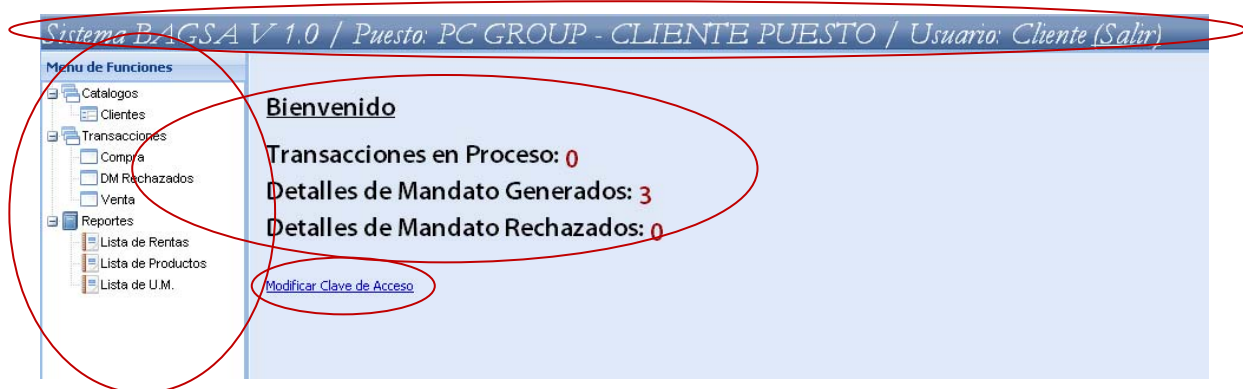 Sistema BAGSA V 1.0 / Puesto: PC GROUP - CLIENTE PUESTO / Usuario: Cliente (Salir)
Menu de Funciones
Catalogos
Clientes
Transacciones
Compra
DM Rechazados
Venta
Reportes
Lista de Rentas
Lista de Productos
Lista de U.M.
Bienvenido
Transacciones en Proceso: 0
Detalles de Mandato Generados: 3
Detalles de Mandato Rechazados: 0
Modificar Clave de Acceso